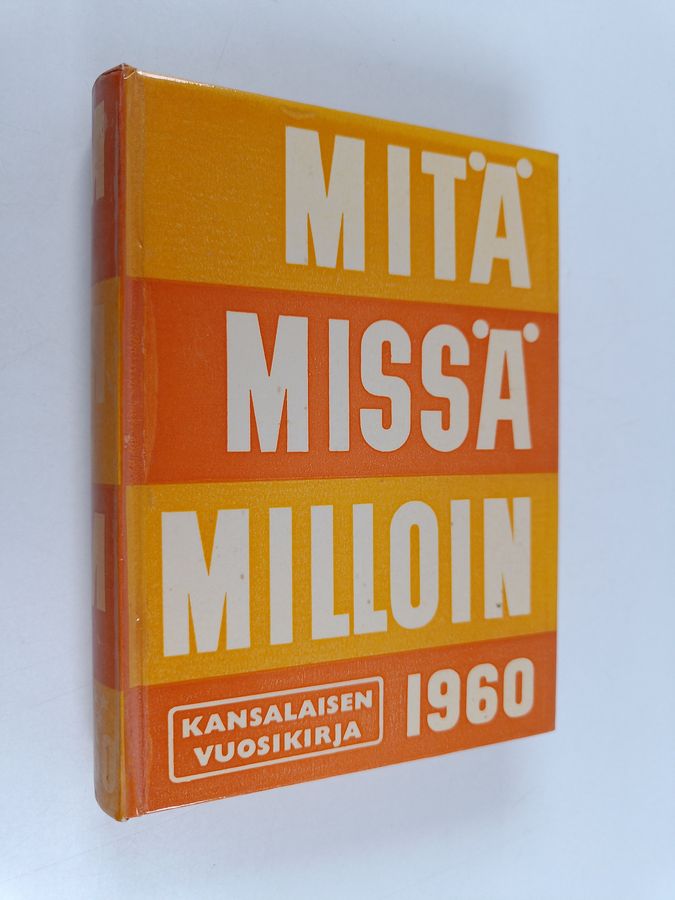 MITÄ
MISSÄ
MILLOIN
1960
KANSALAISEN
VUOSIKIRJA